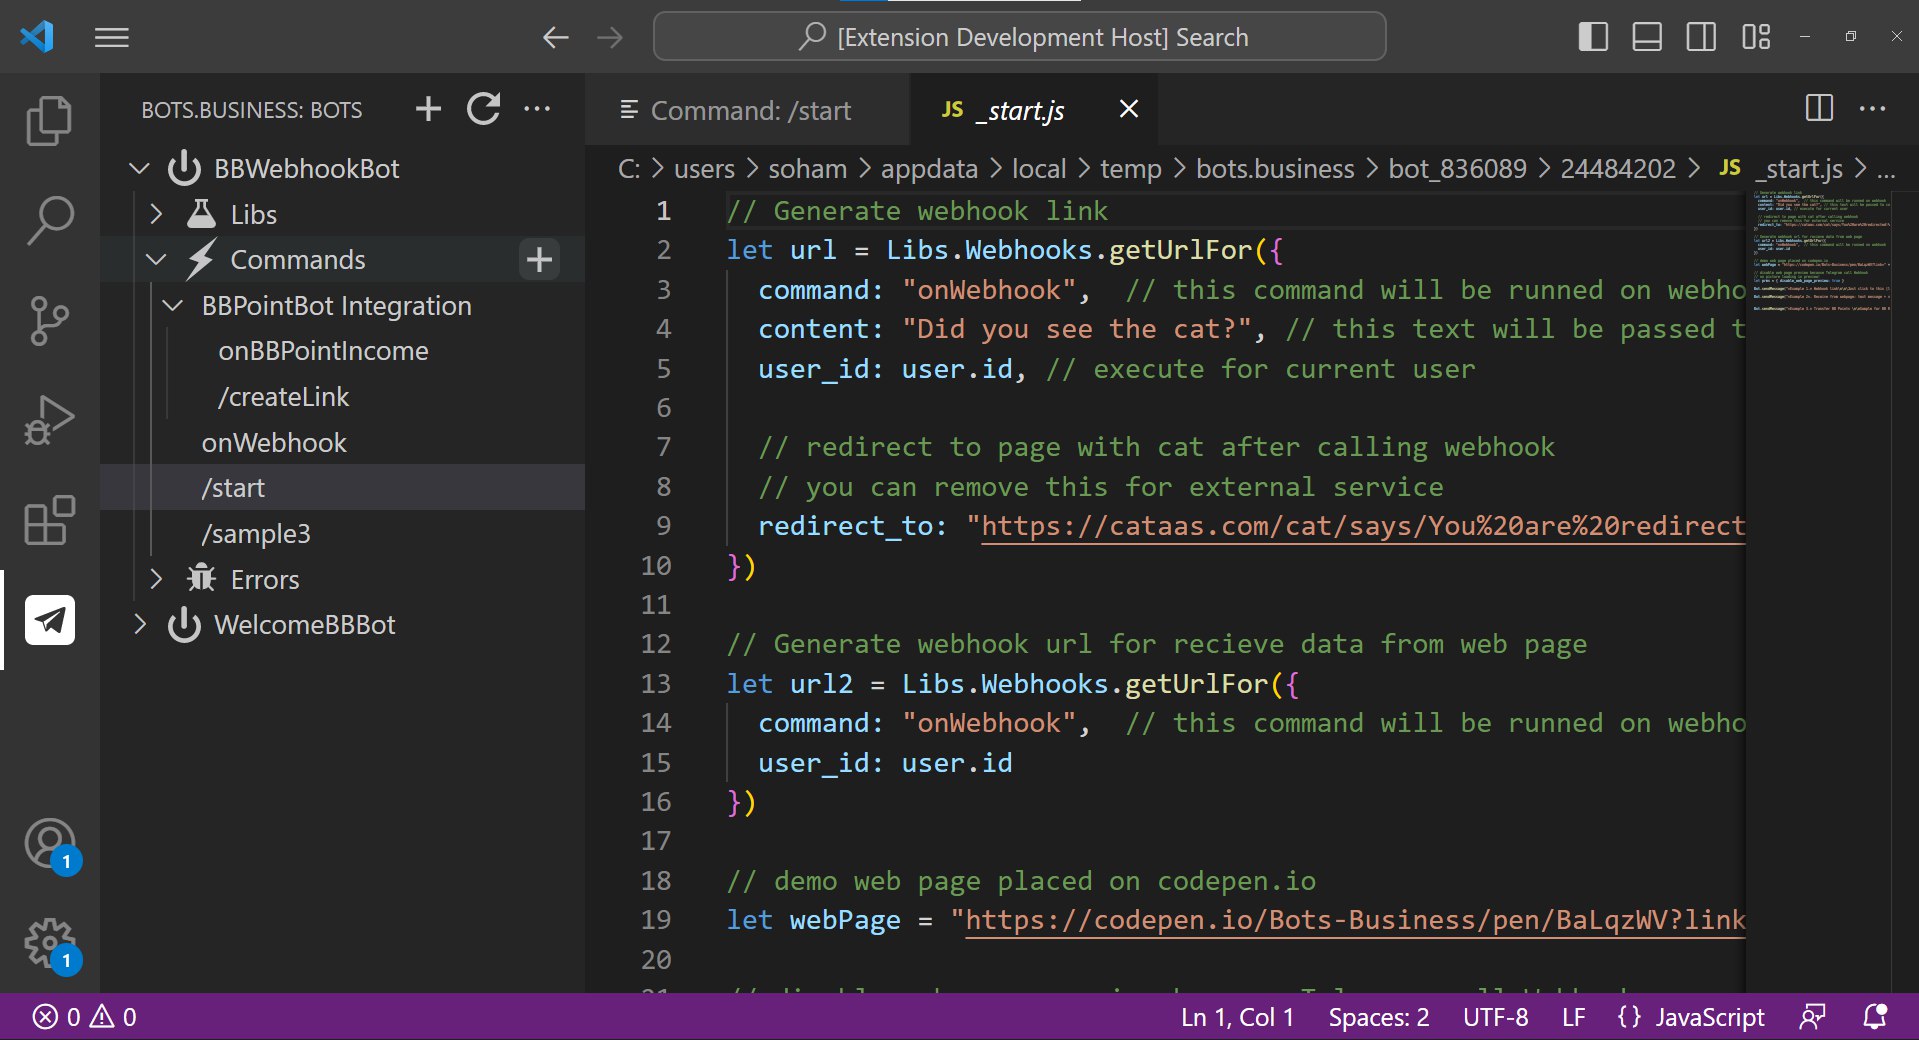 [Extension Development Host] Search
BOTS.BUSINESS: BOTS
BBWebhookBot
Libs
Commands
BBPointBot Integration
onBBPointIncome
/createLink
onWebhook
/start
/sample3
Errors
WelcomeBBBot
1
1
Command: /start
JS _start.js
C: > users > soham > appdata > local > temp > bots.business > bot_836089 > 24484202 > JS _start.js > ...
1 // Generate webhook link
2 let url = Libs.Webhooks.getUrlFor({
3 command: "onWebhook", // this command will be runned on webho
4 content: "Did you see the cat?", // this text will be passed t
5 user_id: user.id, // execute for current user
6
7 // redirect to page with cat after calling webhook
8 // you can remove this for external service
9 redirect_to: "https://cataas.com/cat/says/You%20are%20redirect
10 })
11
12 // Generate webhook url for recieve data from web page
13 let url2 = Libs.Webhooks.getUrlFor({
14 command: "onWebhook", // this command will be runned on webho
15 user_id: user.id
16 })
17
18 // demo web page placed on codepen.io
19 let webPage = "https://codepen.io/Bots-Business/pen/BaLqzWV?link
20
0 0
Ln 1, Col 1 Spaces: 2 UTF-8 LF {} JavaScript